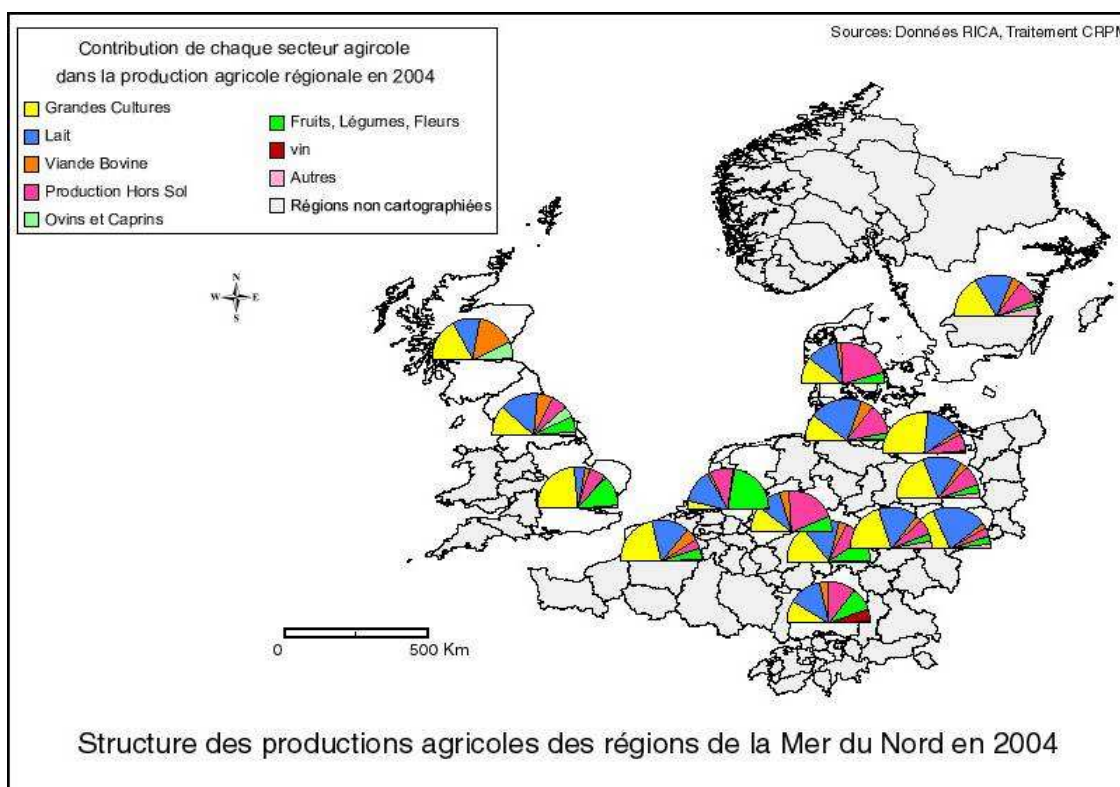 Sources: Données RICA, Traitement CRPM
Contribution de chaque secteur agricole
dans la production agricole régionale en 2004
Grandes Cultures
Lait
Viande Bovine
Production Hors Sol
Ovins et Caprins
Fruits, Légumes, Fleurs
vin
Autres
Régions non cartographiées
N
W E
S
0 500 Km
Structure des productions agricoles des régions de la Mer du Nord en 2004